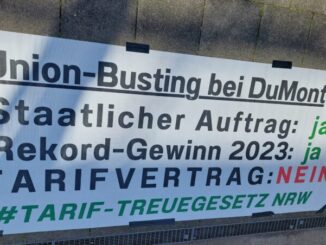 Union-Busting bei DuMont
Staatlicher Auftrag: ja
Rekord-Gewinn 2023: ja
TARIFVERTRAG: NEIN
#TARIF-TREUEGESETZ NRW